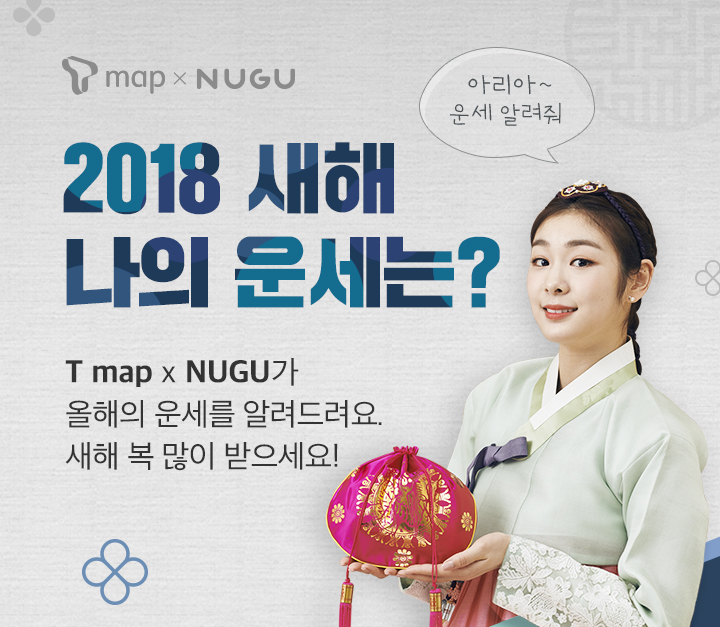 T map × NUGU
아리아~
운세 알려줘
2018 새해
나의 운세는?
T map x NUGU가
올해의 운세를 알려드려요.
새해 복 많이 받으세요!